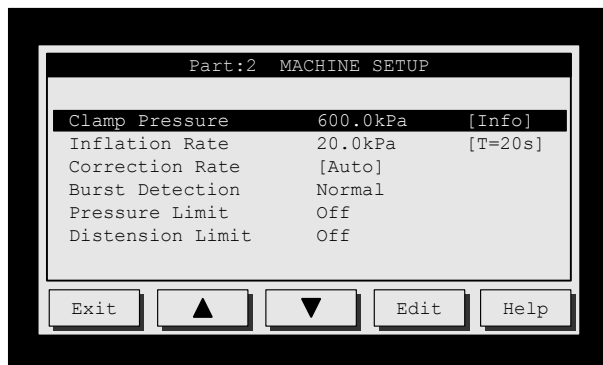 Part:2 MACHINE SETUP
Clamp Pressure 600.0kPa [Info]
Inflation Rate 20.0kPa [T=20s]
Correction Rate [Auto]
Burst Detection Normal
Pressure Limit Off
Distension Limit Off
Exit ▲ ▼ Edit Help